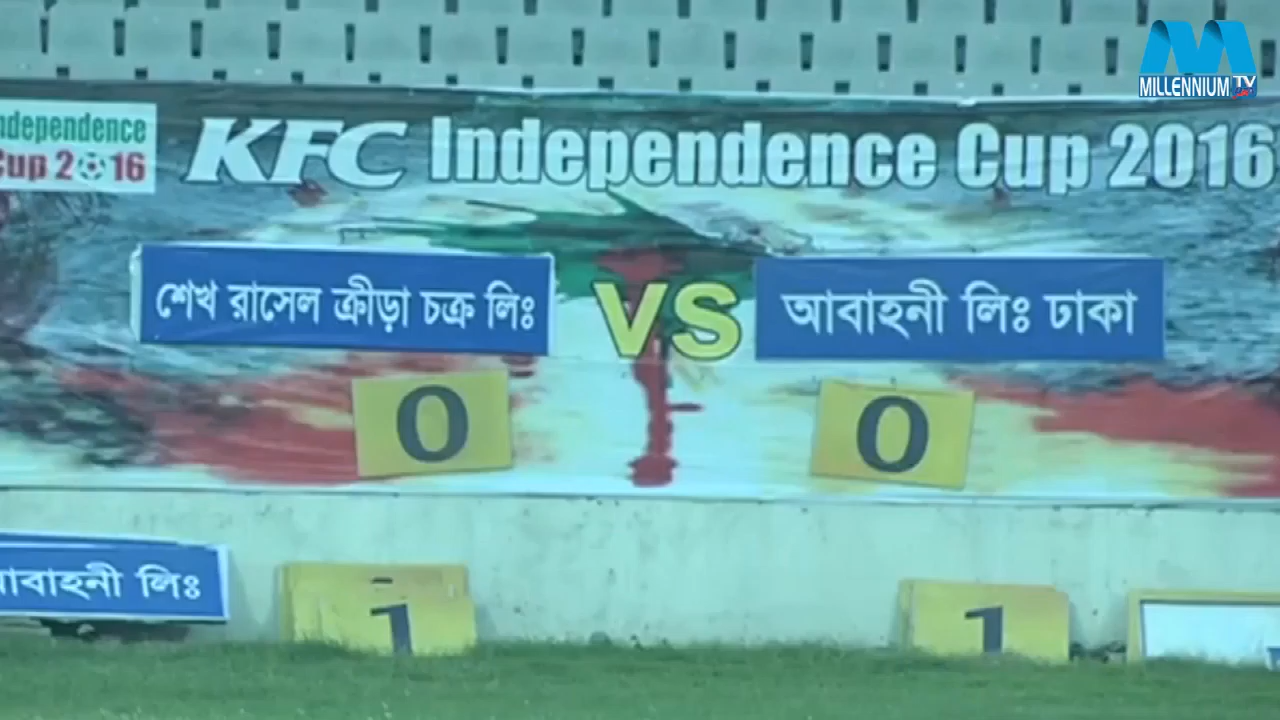 MILLENNIUM TV
ndependence
Cup 2016
KFC Independence Cup 2016
শেখ রাসেল ক্রীড়া চক্র লিঃ
VS
আবাহনী লিঃ ঢাকা
0
0
আবাহনী লিঃ
1
1